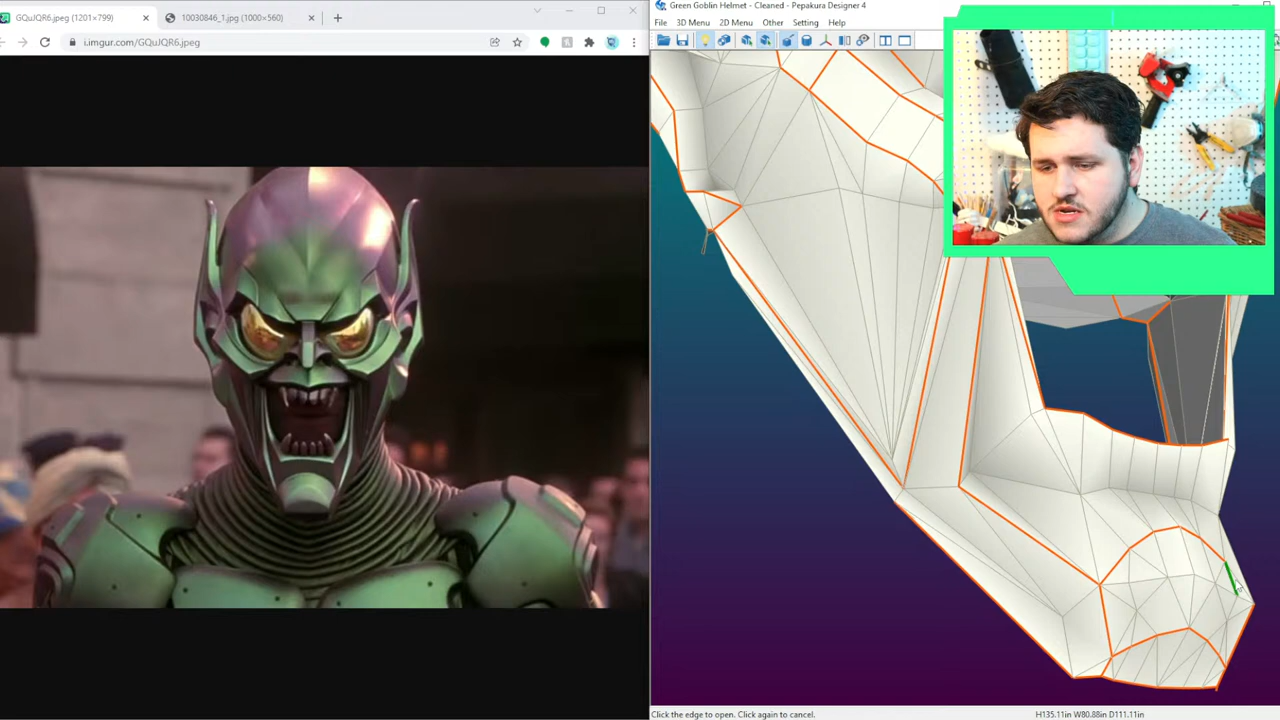 GQuJQR6.jpeg (1201×799)
10030846_1.jpg (1000×560)
i.imgur.com/GQuJQR6.jpeg
Green Goblin Helmet - Cleaned - Pepakura Designer 4
File 3D Menu 2D Menu Other Setting Help
Click the edge to open. Click again to cancel.
H135.11in W80.88in D111.11in